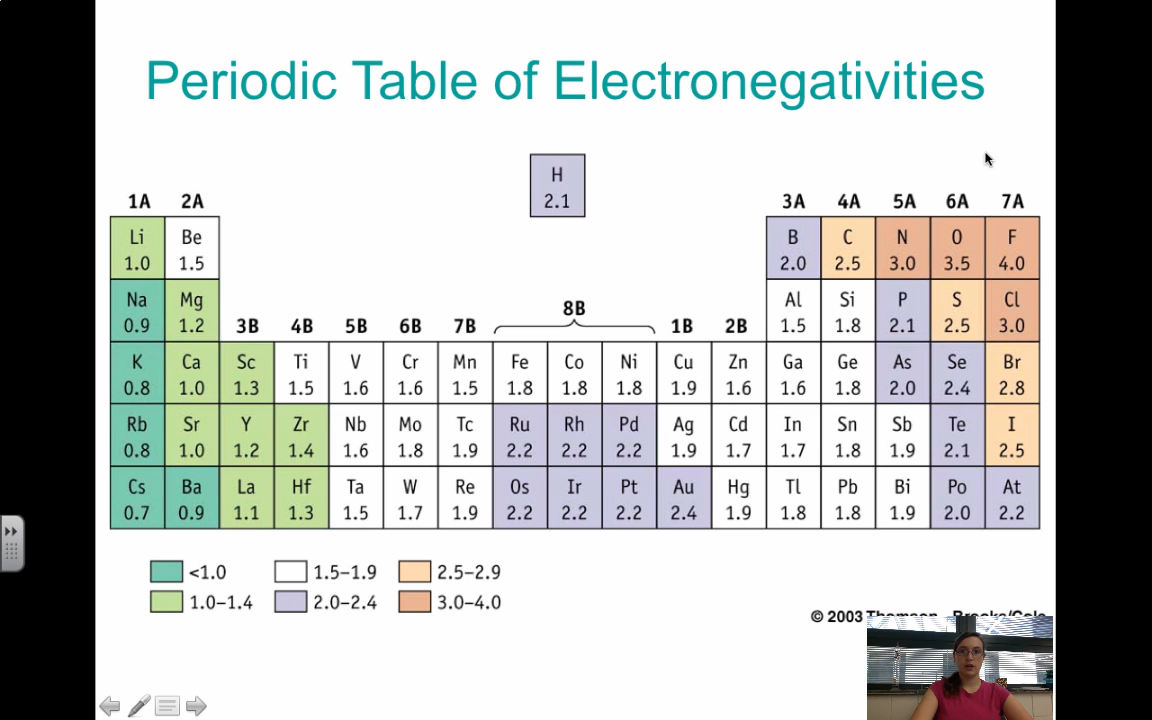 Periodic Table of Electronegativities
H
2.1
1A 2A 3A 4A 5A 6A 7A
Li Be B C N O F
1.0 1.5 2.0 2.5 3.0 3.5 4.0
Na Mg Al Si P S Cl
0.9 1.2 1.5 1.8 2.1 2.5 3.0
3B 4B 5B 6B 7B 8B 1B 2B
K Ca Sc Ti V Cr Mn Fe Co Ni Cu Zn Ga Ge As Se Br
0.8 1.0 1.3 1.5 1.6 1.6 1.5 1.8 1.8 1.8 1.9 1.6 1.6 1.8 2.0 2.4 2.8
Rb Sr Y Zr Nb Mo Tc Ru Rh Pd Ag Cd In Sn Sb Te I
0.8 1.0 1.2 1.4 1.6 1.8 1.9 2.2 2.2 2.2 1.9 1.7 1.7 1.8 1.9 2.1 2.5
Cs Ba La Hf Ta W Re Os Ir Pt Au Hg Tl Pb Bi Po At
0.7 0.9 1.1 1.3 1.5 1.7 1.9 2.2 2.2 2.2 2.4 1.9 1.8 1.8 1.9 2.0 2.2
<1.0 1.5–1.9 2.5–2.9
1.0–1.4 2.0–2.4 3.0–4.0
© 2003